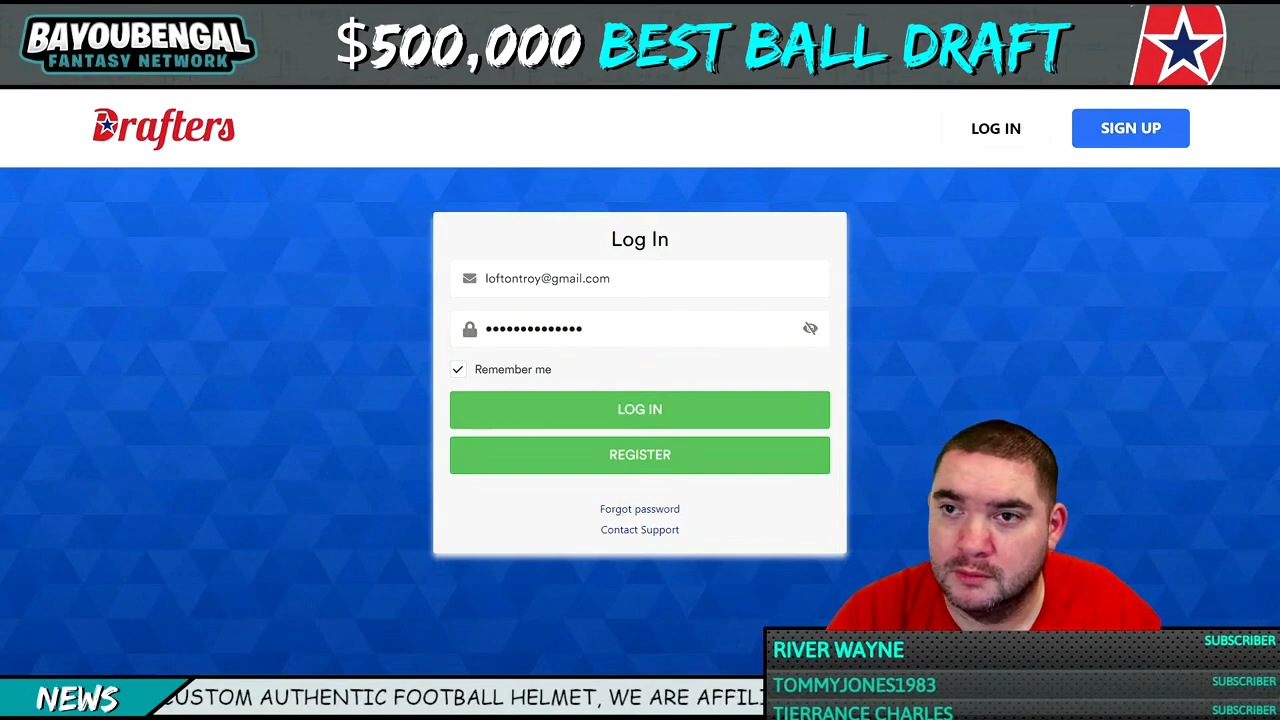 BAYOUBENGAL
FANTASY NETWORK
$500,000 BEST BALL DRAFT
Drafters
LOG IN
SIGN UP
Log In
loftontroy@gmail.com
••••••••••••••
Remember me
LOG IN
REGISTER
Forgot password
Contact Support
RIVER WAYNE
SUBSCRIBER
TOMMYJONES1983
SUBSCRIBER
TIERRANCE CHARLES
SUBSCRIBER
NEWS
CUSTOM AUTHENTIC FOOTBALL HELMET, WE ARE AFFILI